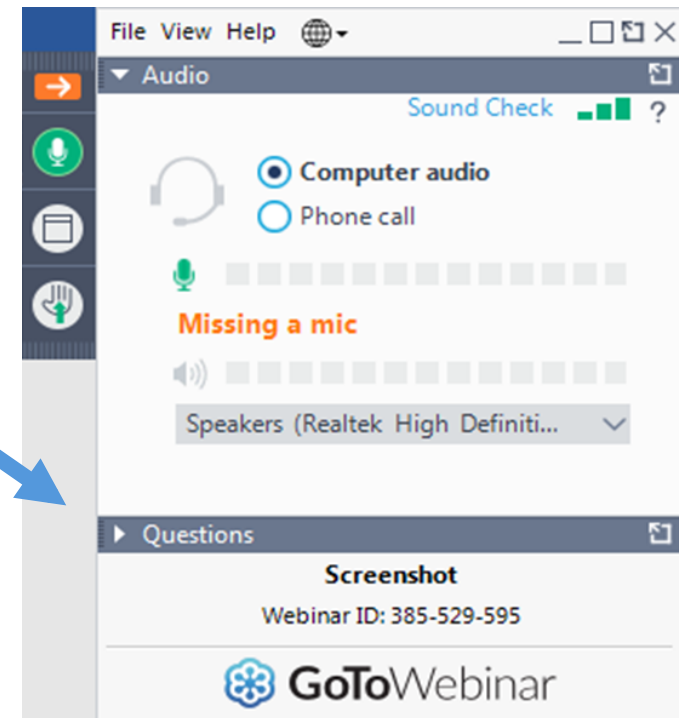 File View Help
Audio
Sound Check ?
Computer audio
Phone call
Missing a mic
Speakers (Realtek High Definiti...
Questions
Screenshot
Webinar ID: 385-529-595
GoToWebinar